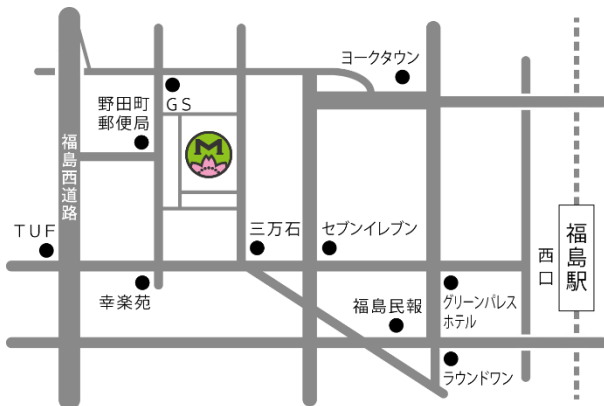 ヨークタウン
野田町
郵便局
GS
M
福島西道路
TUF
三万石
セブンイレブン
西口
福島駅
幸楽苑
福島民報
グリーンパレス
ホテル
ラウンドワン